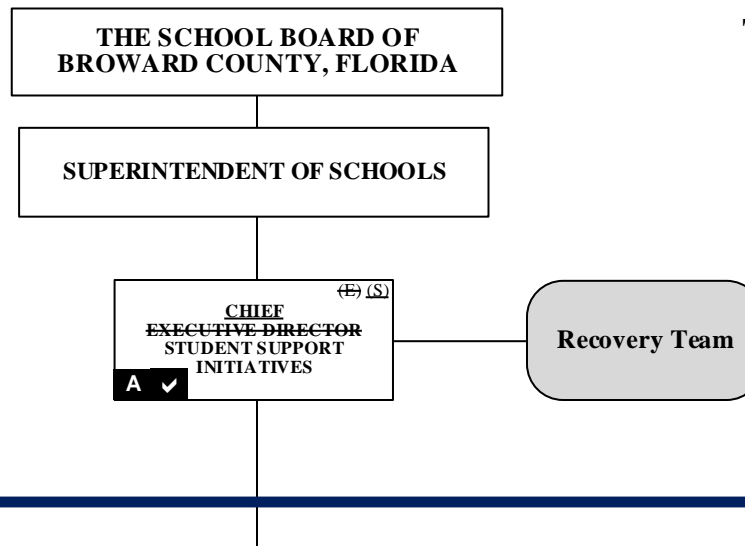 THE SCHOOL BOARD OF
BROWARD COUNTY, FLORIDA
SUPERINTENDENT OF SCHOOLS
(E) (S)
CHIEF
EXECUTIVE DIRECTOR
STUDENT SUPPORT
INITIATIVES
A
Recovery Team